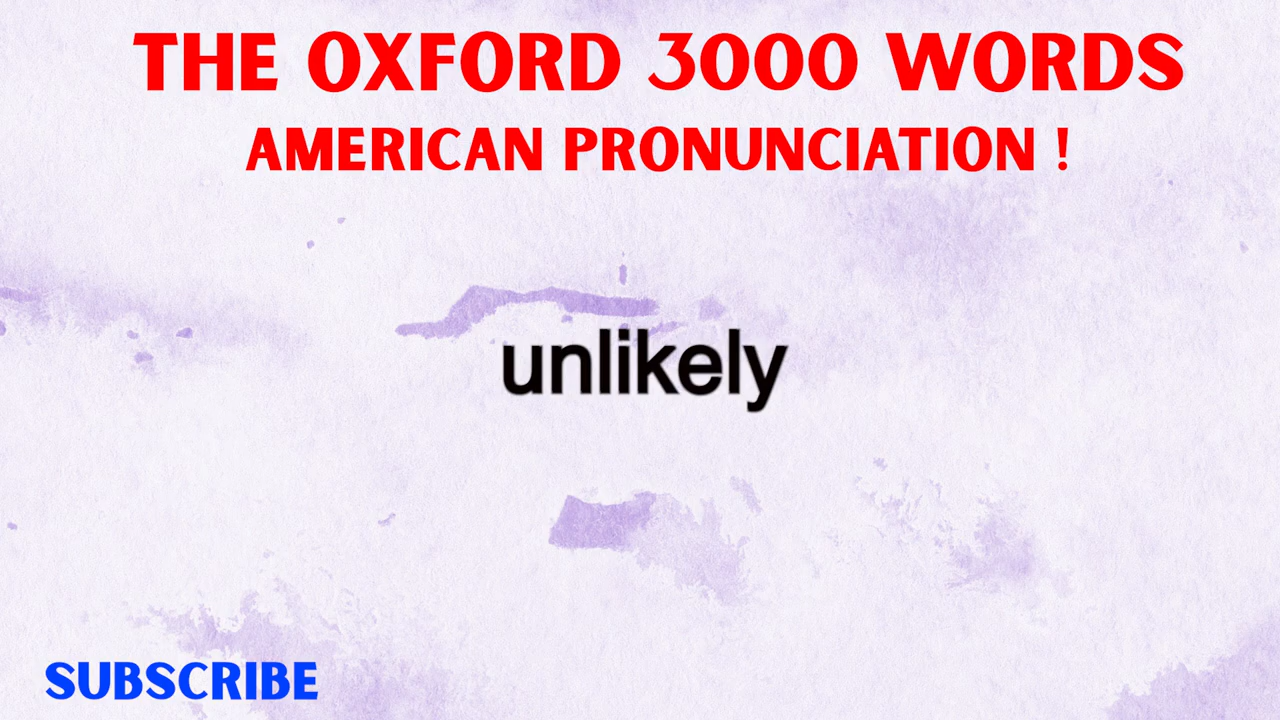 THE OXFORD 3000 WORDS
AMERICAN PRONUNCIATION !
unlikely
SUBSCRIBE